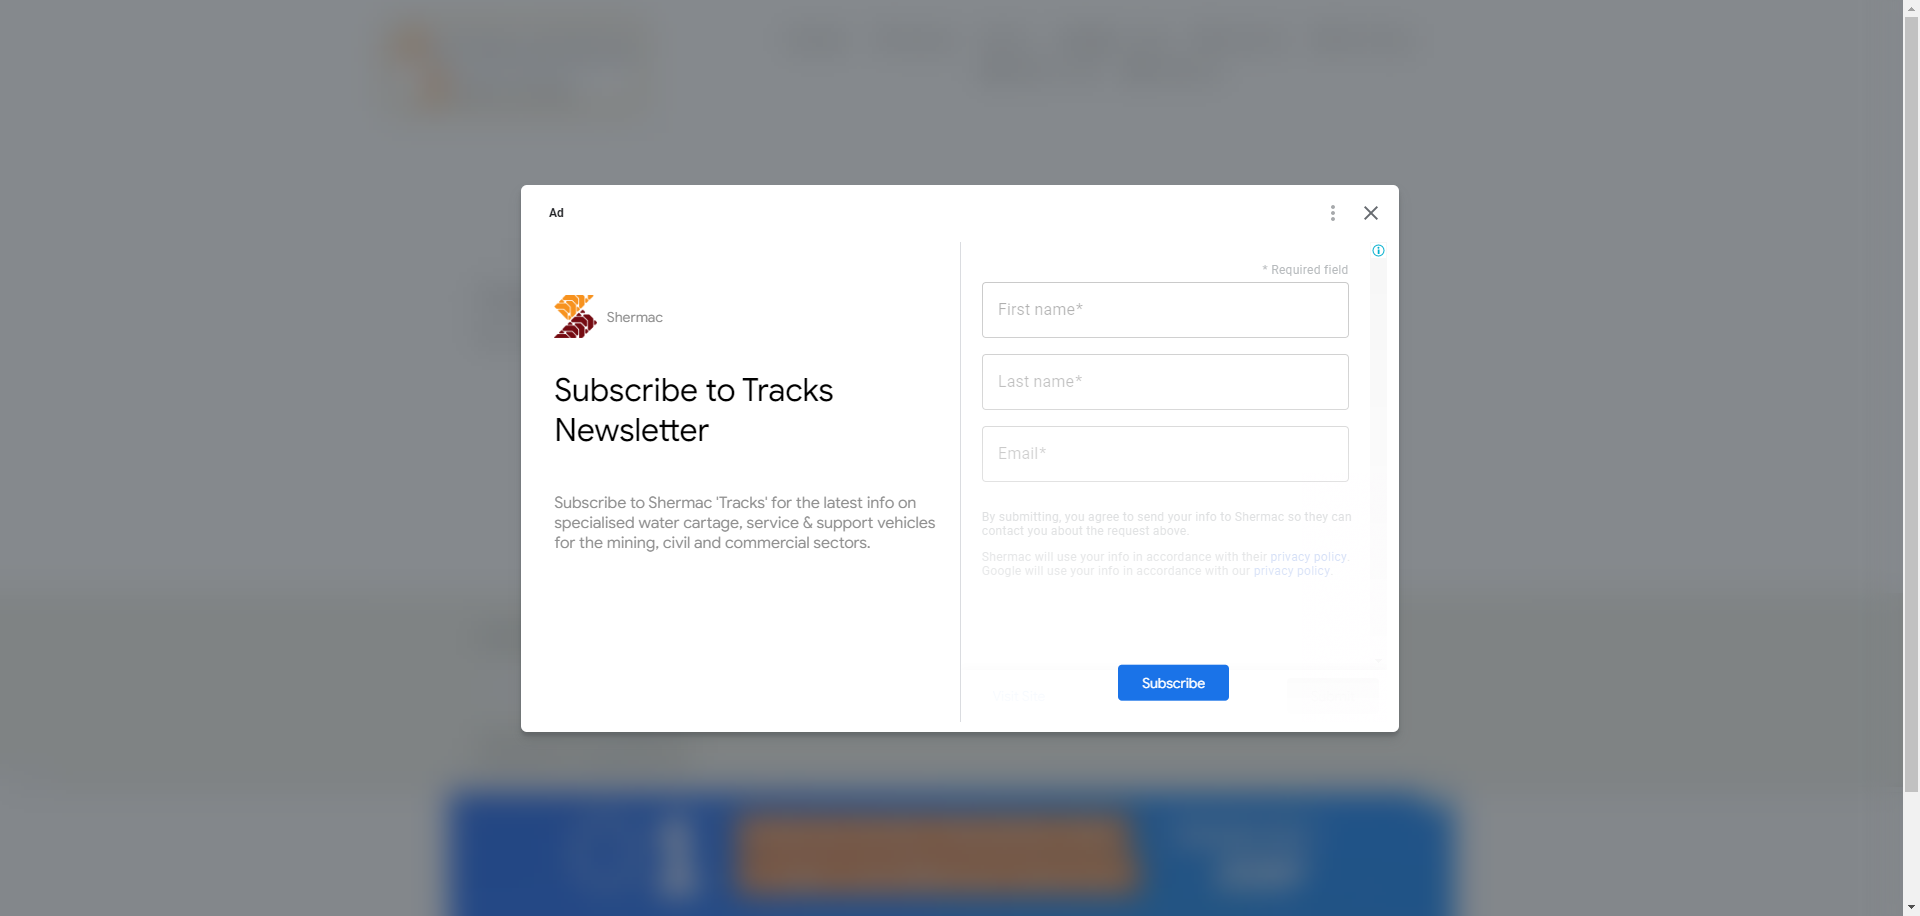 Ad
Shermac
Subscribe to Tracks
Newsletter
Subscribe to Shermac 'Tracks' for the latest info on
specialised water cartage, service & support vehicles
for the mining, civil and commercial sectors.
* Required field
First name*
Last name*
Email*
By submitting, you agree to send your info to Shermac so they can
contact you about the request above.
Shermac will use your info in accordance with their privacy policy.
Google will use your info in accordance with our privacy policy.
Subscribe